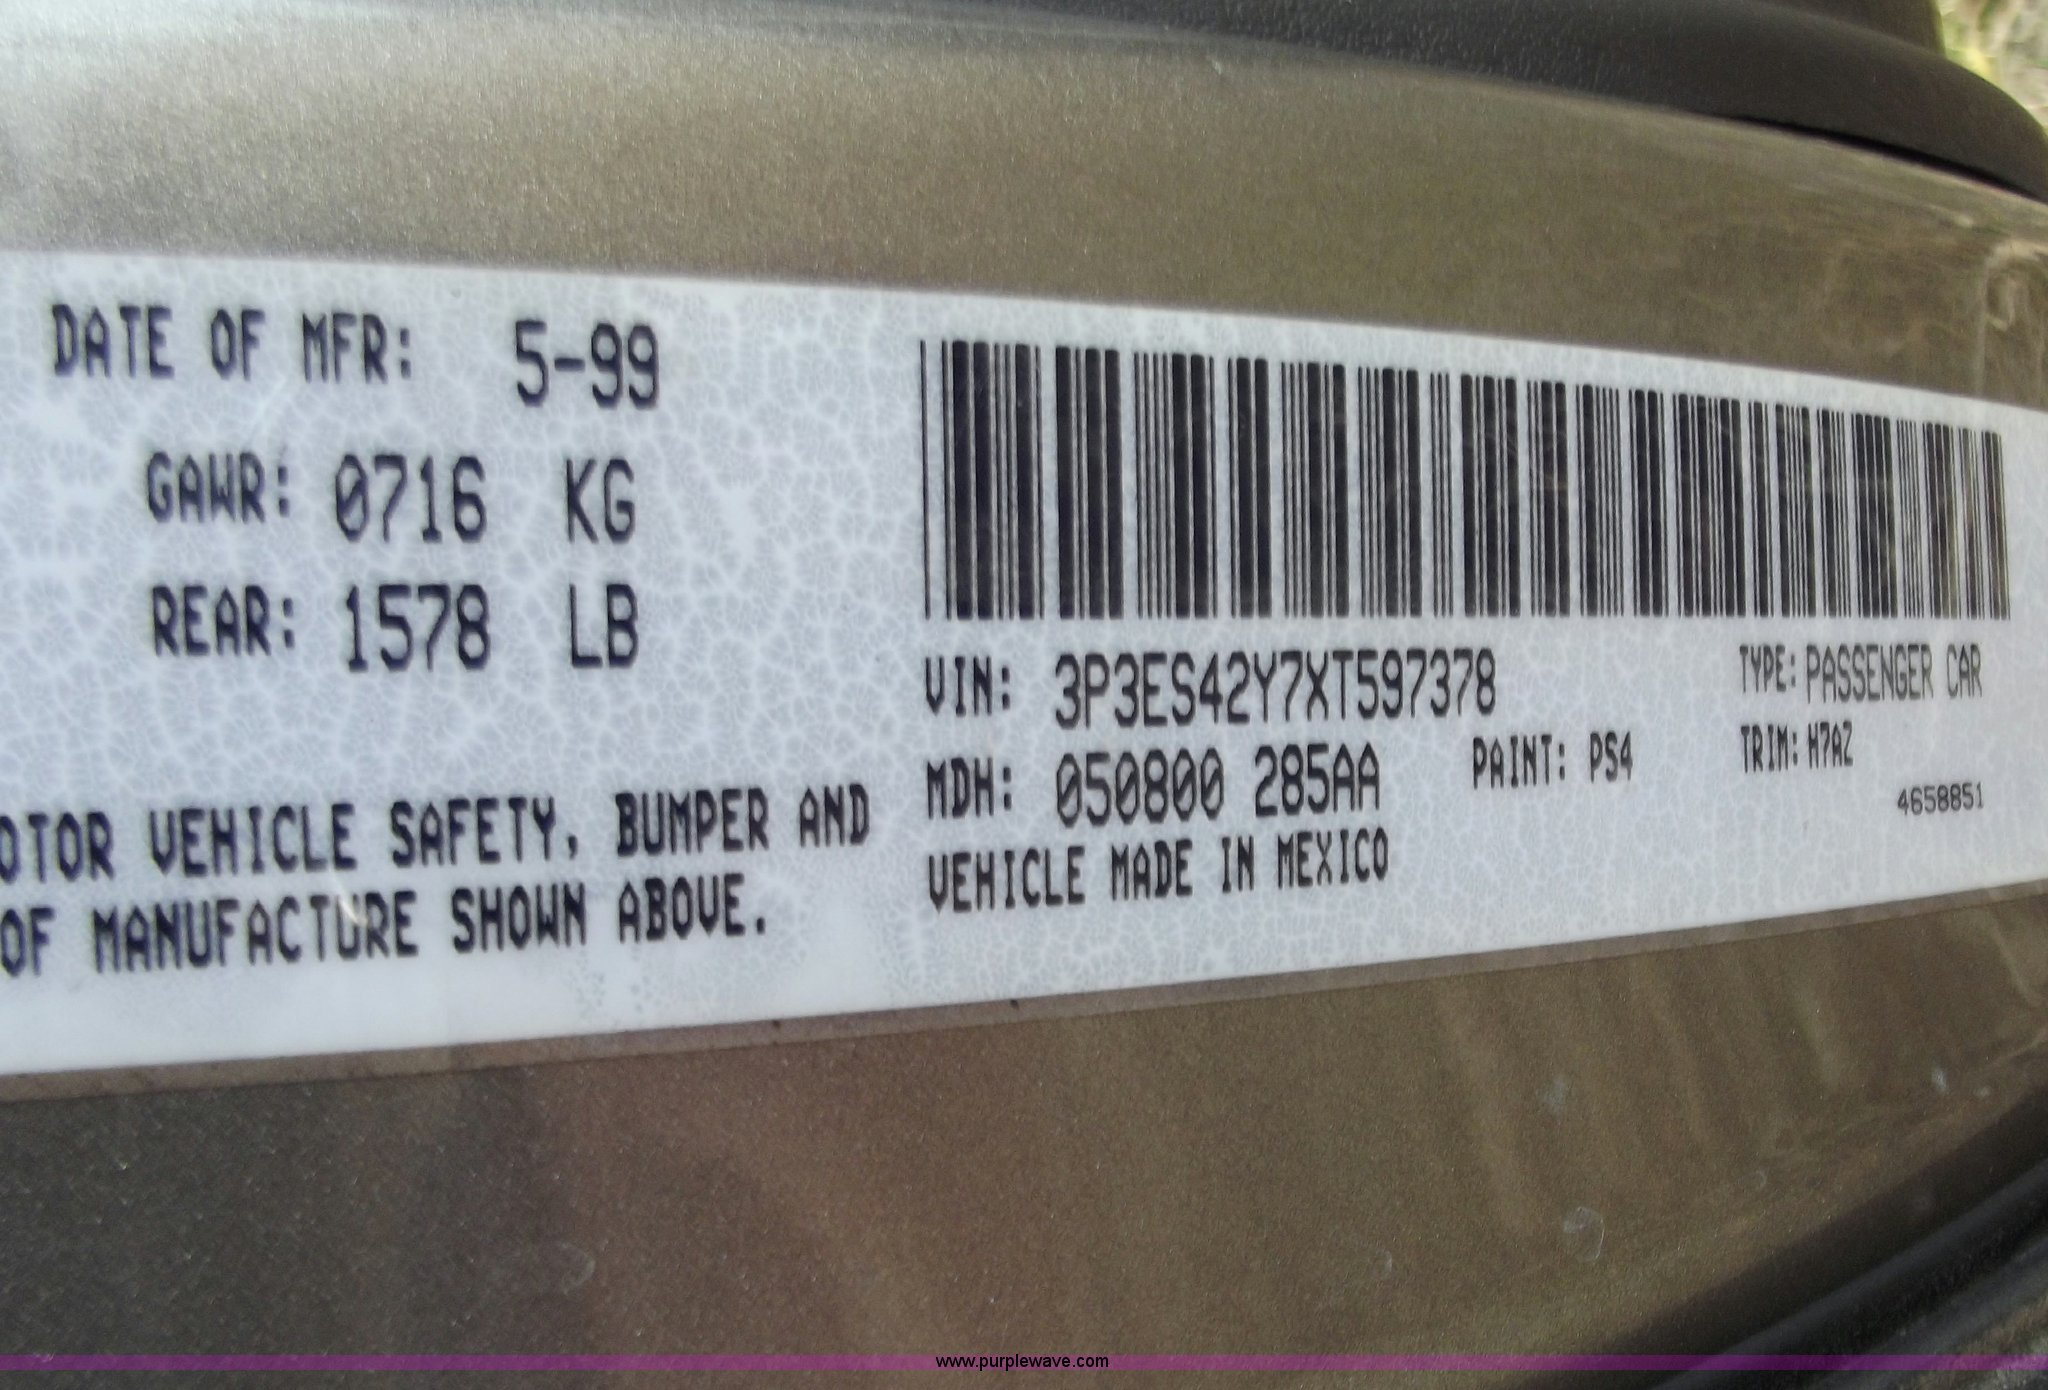 DATE OF MFR: 5-99
GAWR: 0716 KG
REAR: 1578 LB
OTOR VEHICLE SAFETY, BUMPER AND
OF MANUFACTURE SHOWN ABOVE.
VIN: 3P3ES42Y7XT597378
TYPE: PASSENGER CAR
MDH: 050800 285AA
PAINT: PS4
TRIM: H7AZ
VEHICLE MADE IN MEXICO
4658851
www.purplewave.com